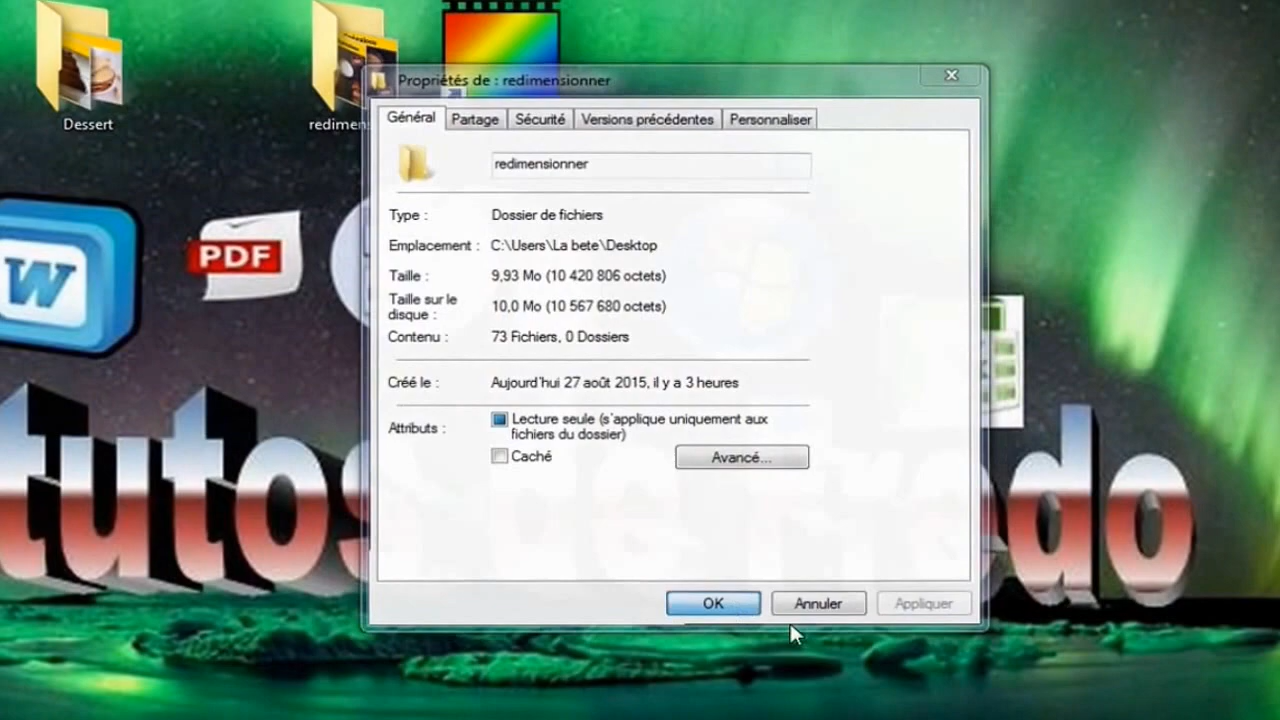 Dessert
redimen
Propriétés de : redimensionner
Général
Partage
Sécurité
Versions précédentes
Personnaliser
redimensionner
Type :
Dossier de fichiers
Emplacement :
C:\Users\La bete\Desktop
Taille :
9,93 Mo (10 420 806 octets)
Taille sur le
disque :
10,0 Mo (10 567 680 octets)
Contenu :
73 Fichiers, 0 Dossiers
Créé le :
Aujourd'hui 27 août 2015, il y a 3 heures
Attributs :
Lecture seule (s'applique uniquement aux
fichiers du dossier)
Caché
Avancé...
OK
Annuler
Appliquer
W
PDF
tutos de fredo